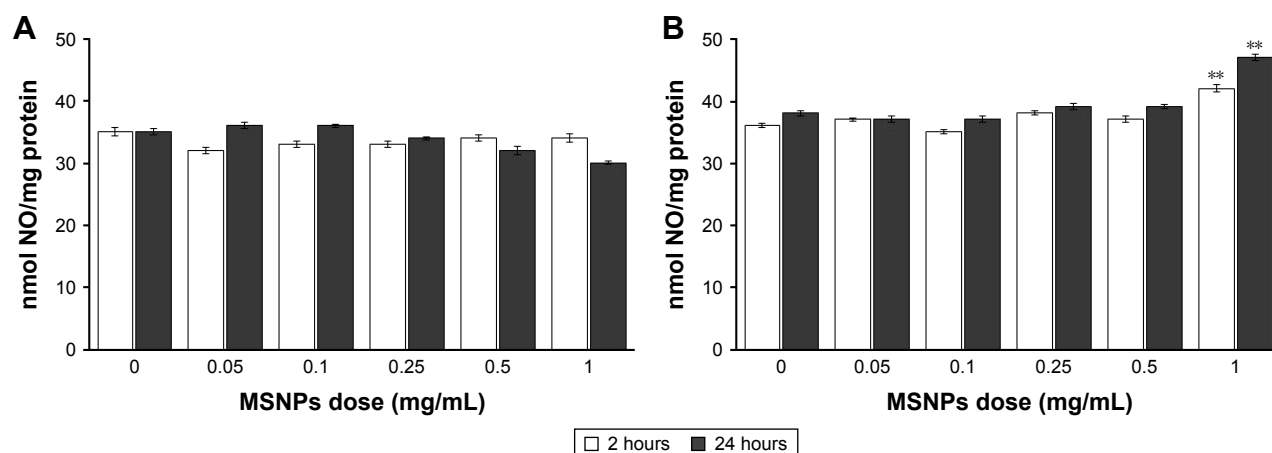 A
nmol NO/mg protein
50
40
30
20
10
0
0 0.05 0.1 0.25 0.5 1
MSNPs dose (mg/mL)
B
nmol NO/mg protein
50
40
30
20
10
0
** **
0 0.05 0.1 0.25 0.5 1
MSNPs dose (mg/mL)
2 hours 24 hours